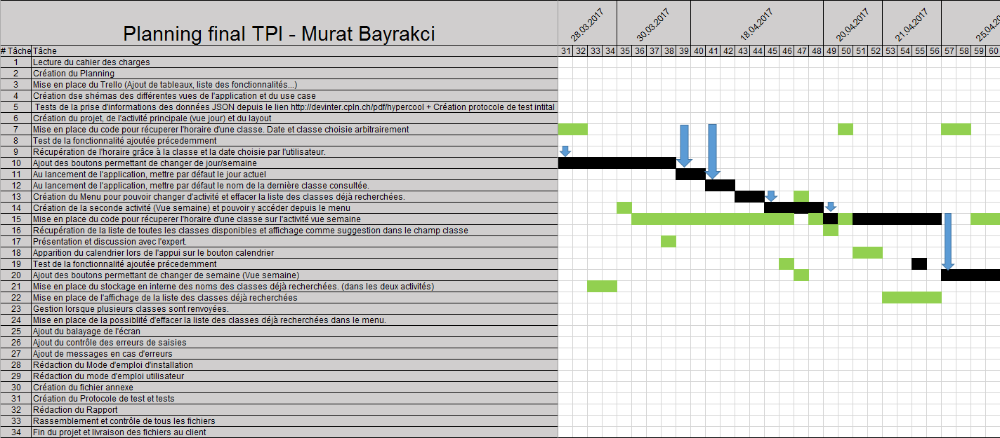 Planning final TPI - Murat Bayrakci
28.03.2017 30.03.2017 18.04.2017 20.04.2017 21.04.2017 25.04.
# Tâche Tâche 31 32 33 34 35 36 37 38 39 40 41 42 43 44 45 46 47 48 49 50 51 52 53 54 55 56 57 58 59 60
1 Lecture du cahier des charges
2 Création du Planning
3 Mise en place du Trello (Ajout de tableaux, liste des fonctionnalités...)
4 Création dse shémas des différentes vues de l'application et du use case
5 Tests de la prise d'informations des données JSON depuis le lien http://devinter.cpln.ch/pdf/hypercool + Création protocole de test intital
6 Création du projet, de l'activité principale (vue jour) et du layout
7 Mise en place du code pour récuperer l'horaire d'une classe. Date et classe choisie arbitrairement
8 Test de la fonctionnalité ajoutée précedemment
9 Récupération de l'horaire grâce à la classe et la date choisie par l'utilisateur.
10 Ajout des boutons permettant de changer de jour/semaine
11 Au lancement de l'application, mettre par défaut le jour actuel
12 Au lancement de l'application, mettre par défaut le nom de la dernière classe consultée.
13 Création du Menu pour pouvoir changer d'activité et effacer la liste des classes déjà recherchées.
14 Création de la seconde activité (Vue semaine) et pouvoir y accéder depuis le menu
15 Mise en place du code pour récuperer l'horaire d'une classe sur l'activité vue semaine
16 Récupération de la liste de toutes les classes disponibles et affichage comme suggestion dans le champ classe
17 Présentation et discussion avec l'expert.
18 Apparition du calendrier lors de l'appui sur le bouton calendrier
19 Test de la fonctionnalité ajoutée précedemment
20 Ajout des boutons permettant de changer de semaine (Vue semaine)
21 Mise en place du stockage en interne des noms des classes déjà recherchées. (dans les deux activités)
22 Mise en place de l'affichage de la liste des classes déjà recherchées
23 Gestion lorsque plusieurs classes sont renvoyées.
24 Mise en place de la possiblité d'effacer la liste des classes déjà recherchées dans le menu.
25 Ajout du balayage de l'écran
26 Ajout du contrôle des erreurs de saisies
27 Ajout de messages en cas d'erreurs
28 Rédaction du Mode d'emploi d'installation
29 Rédaction du mode d'emploi utilisateur
30 Création du fichier annexe
31 Création du Protocole de test et tests
32 Rédaction du Rapport
33 Rassemblement et contrôle de tous les fichiers
34 Fin du projet et livraison des fichiers au client